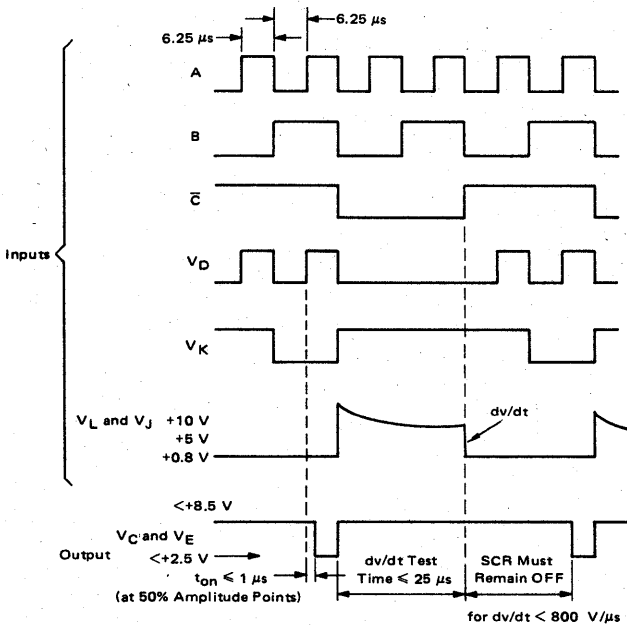 6.25 μs
6.25 μs
A
B
C̅
Inputs
V_D
V_K
V_L and V_J +10 V
+5 V
+0.8 V
dv/dt
<+8.5 V
V_C and V_E
Output <+2.5 V
t_on ≤ 1 μs
(at 50% Amplitude Points)
dv/dt Test
Time ≤ 25 μs
SCR Must
Remain OFF
for dv/dt < 800 V/μs